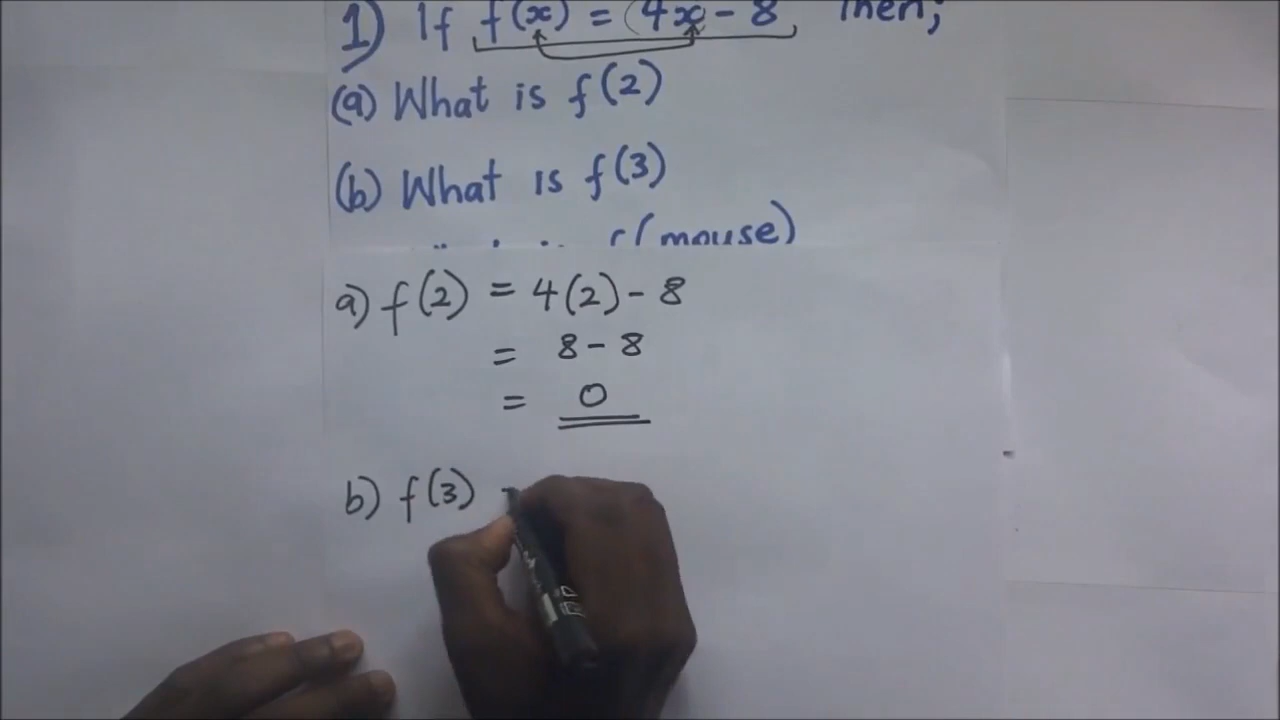 1) If f(x) = (4x - 8 Then;
(a) What is f(2)
(b) What is f(3)
f(mouse)
a) f(2) = 4(2) - 8
= 8 - 8
= 0
b) f(3)